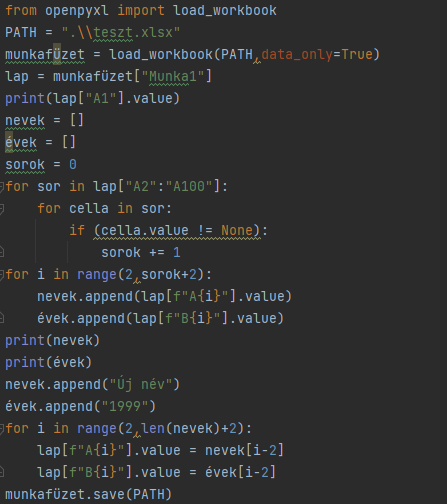 from openpyxl import load_workbook
PATH = ".\\teszt.xlsx"
munkafüzet = load_workbook(PATH,data_only=True)
lap = munkafüzet["Munka1"]
print(lap["A1"].value)
nevek = []
évek = []
sorok = 0
for sor in lap["A2":"A100"]:
    for cella in sor:
        if (cella.value != None):
            sorok += 1
for i in range(2,sorok+2):
    nevek.append(lap[f"A{i}"].value)
    évek.append(lap[f"B{i}"].value)
print(nevek)
print(évek)
nevek.append("Új név")
évek.append("1999")
for i in range(2,len(nevek)+2):
    lap[f"A{i}"].value = nevek[i-2]
    lap[f"B{i}"].value = évek[i-2]
munkafüzet.save(PATH)